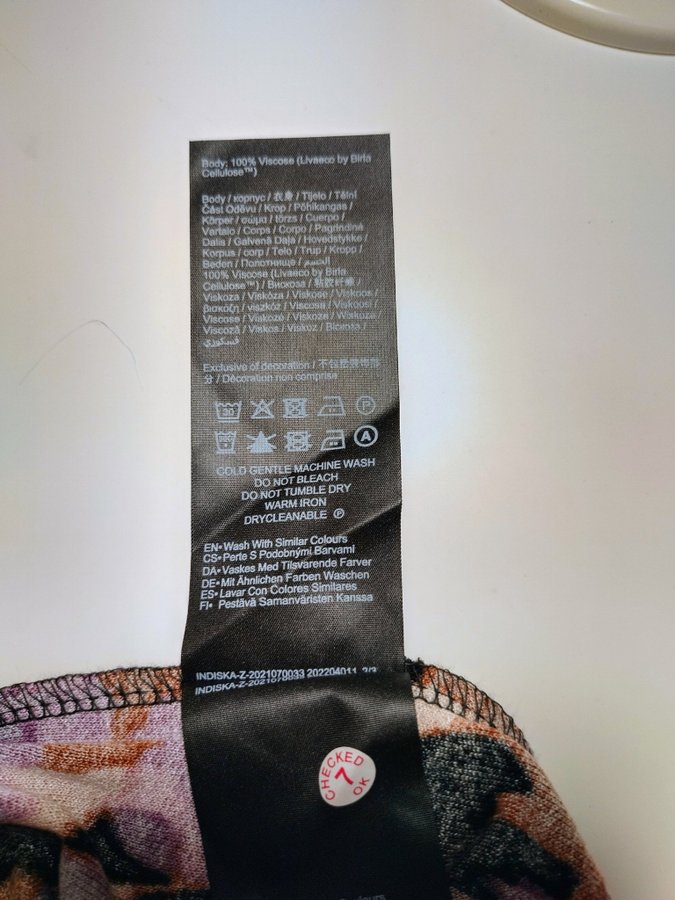 Body: 100% Viscose (Livaeco by Birla
Cellulose™)
Body / корпус / 衣身 / Tijelo / Tělní
Část Oděvu / Krop / Põhikangas /
Körper / σώμα / törzs / Cuerpo /
Vartalo / Corps / Corpo / Pagrindinė
Dalis / Galvenā Daļa / Hovedstykke /
Korpus / corp / Telo / Trup / Kropp /
Beden / Полотнище / الجسم
100% Viscose (Livaeco by Birla
Cellulose™) / Вискоза / 粘胶纤维 /
Viskoza / Viskóza / Viskose / Viskoos /
βισκόζη / viszkóz / Viscosa / Viskoosi /
Viscose / Viskozė / Viskoze / Wiskoza /
Viscoză / Viskos / Viskoz / Віскоза /
فسكوزي
Exclusive of decoration / 不包括装饰部
分 / Décoration non comprise
30 P
A
COLD GENTLE MACHINE WASH
DO NOT BLEACH
DO NOT TUMBLE DRY
WARM IRON
DRYCLEANABLE Ⓟ
EN•Wash With Similar Colours
CS•Perte S Podobnými Barvami
DA•Vaskes Med Tilsvarende Farver
DE•Mit Ähnlichen Farben Waschen
ES•Lavar Con Colores Similares
FI• Pestävä Samanväristen Kanssa
INDISKA-Z-2021070033 202204011 2/3
INDISKA-Z-2021070033
CHECKED
7
OK